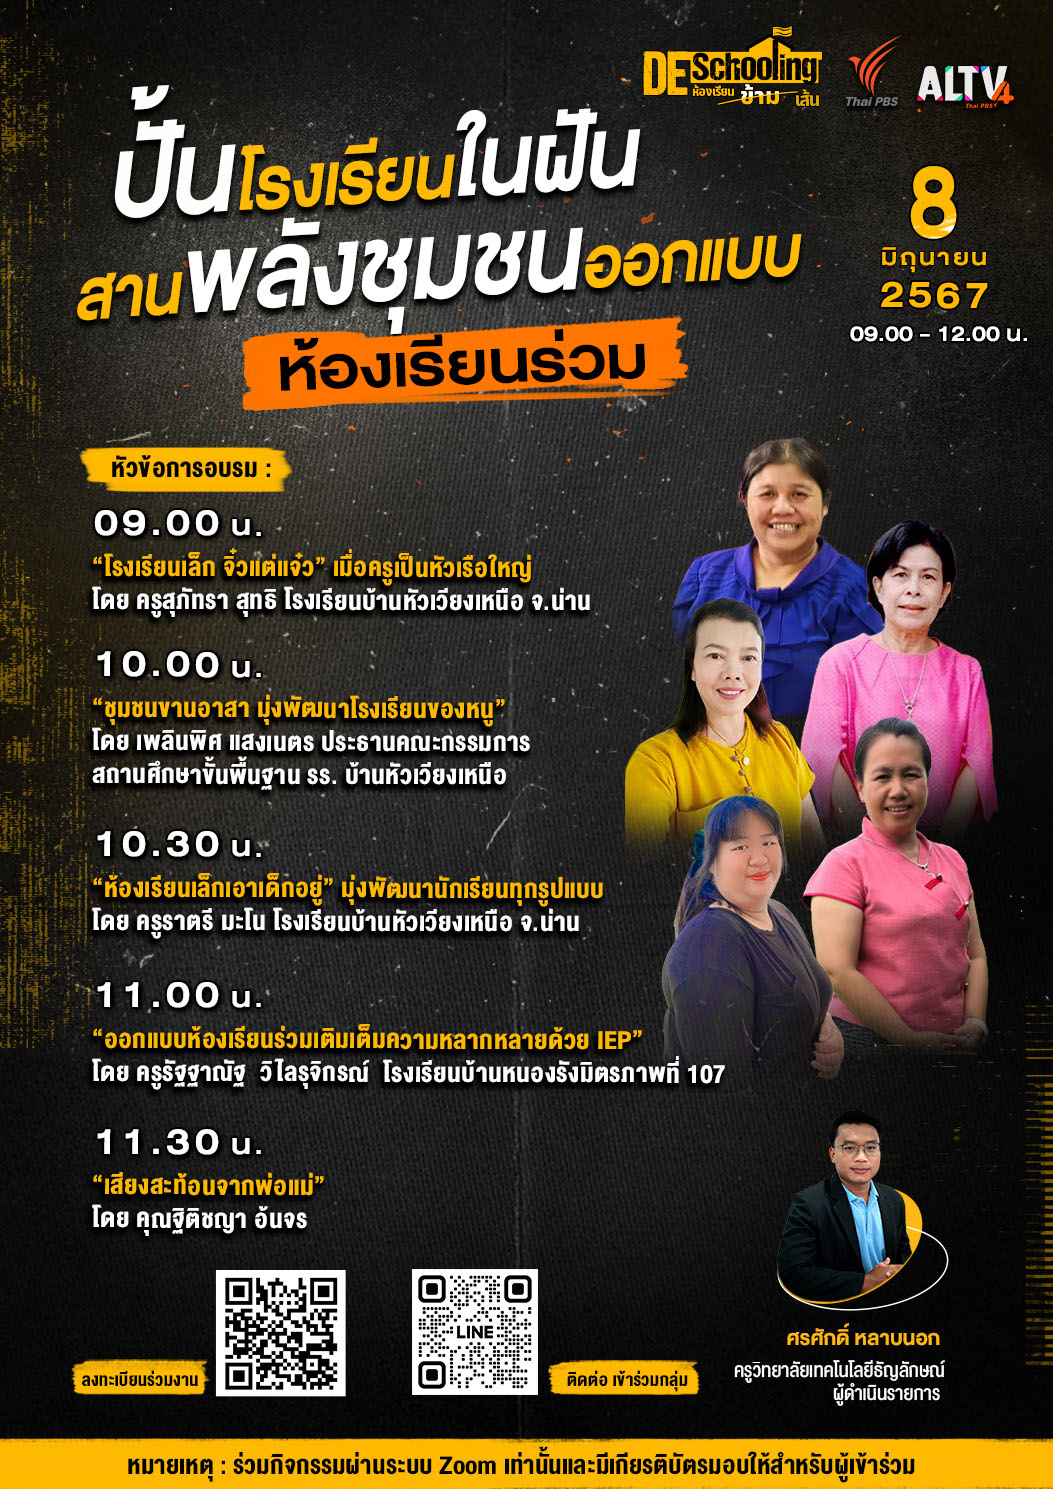 DESchooling
ห้องเรียน ข้าม เส้น
Thai PBS
ALTV4
Thai PBS
ปั้นโรงเรียนในฝัน
สานพลังชุมชนออกแบบ
ห้องเรียนร่วม
8
มิถุนายน
2567
09.00 - 12.00 น.
หัวข้อการอบรม :
09.00 น.
“โรงเรียนเล็ก จิ๋วแต่แจ๋ว” เมื่อครูเป็นหัวเรือใหญ่
โดย ครูสุภัทรา สุทธิ โรงเรียนบ้านหัวเวียงเหนือ จ.น่าน
10.00 น.
“ชุมชนขานอาสา มุ่งพัฒนาโรงเรียนของหนู”
โดย เพลินพิศ แสงเนตร ประธานคณะกรรมการ
สถานศึกษาขั้นพื้นฐาน รร. บ้านหัวเวียงเหนือ
10.30 น.
“ห้องเรียนเล็กเอาเด็กอยู่” มุ่งพัฒนานักเรียนทุกรูปแบบ
โดย ครูราตรี มะโน โรงเรียนบ้านหัวเวียงเหนือ จ.น่าน
11.00 น.
“ออกแบบห้องเรียนร่วมเติมเต็มความหลากหลายด้วย IEP”
โดย ครูรัฐฐาณัฐ วิไลรุจิกรณ์ โรงเรียนบ้านหนองรังมิตรภาพที่ 107
11.30 น.
“เสียงสะท้อนจากพ่อแม่”
โดย คุณฐิติชญา อ้นจร
ลงทะเบียนร่วมงาน
LINE
ติดต่อ เข้าร่วมกลุ่ม
ศรศักดิ์ หลาบนอก
ครูวิทยาลัยเทคโนโลยีธัญลักษณ์
ผู้ดำเนินรายการ
หมายเหตุ : ร่วมกิจกรรมผ่านระบบ Zoom เท่านั้นและมีเกียรติบัตรมอบให้สำหรับผู้เข้าร่วม